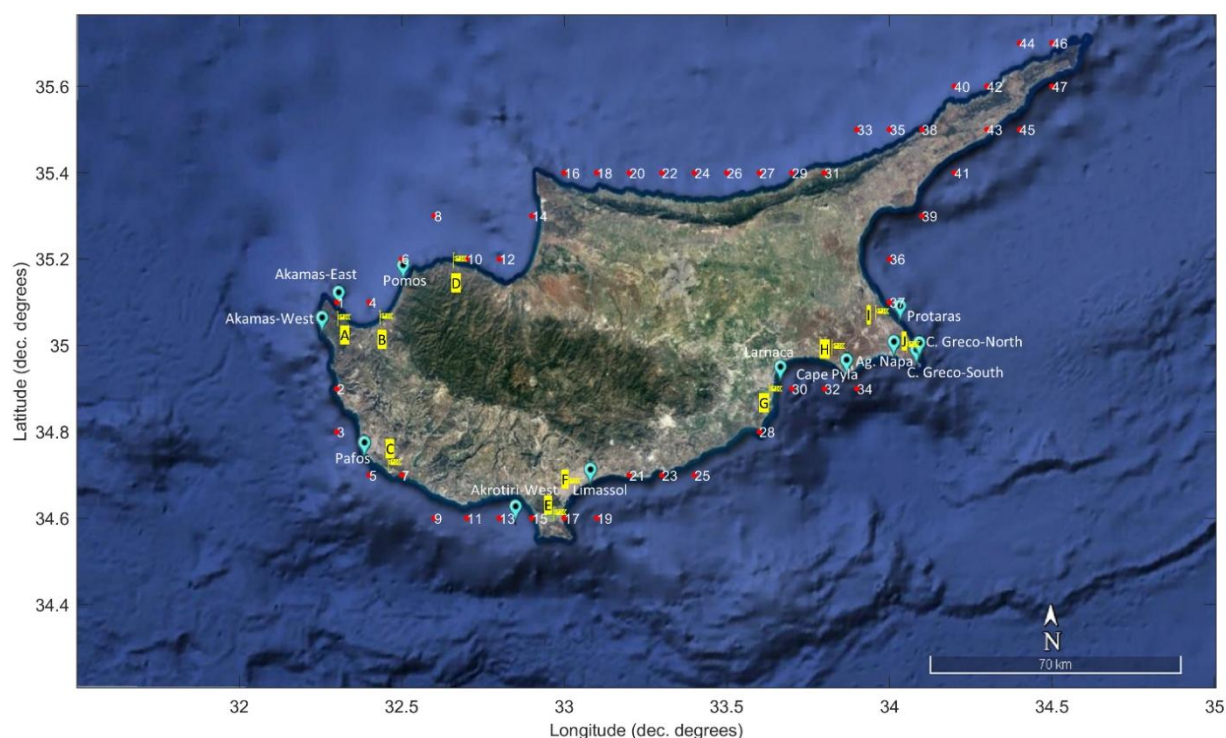 44 46
35.6 40 42 47
33 35 38 43 45
35.4 16 18 20 22 24 26 27 29 31 41
8 14 39
35.2 6 10 12 36
Pomos
D
Akamas-East
1 4 37
I Protaras
Akamas-West
A B
35 H J C. Greco-North
Larnaca Cape Pyla Ag. Napa C. Greco-South
2 30 32 34
G
34.8 3 28
Pafos C
5 7 21 23 25
F
Akrotiri-West Limassol
E
34.6 9 11 13 15 17 19
34.4
N
70 km
32 32.5 33 33.5 34 34.5 35
Longitude (dec. degrees)
Latitude (dec. degrees)